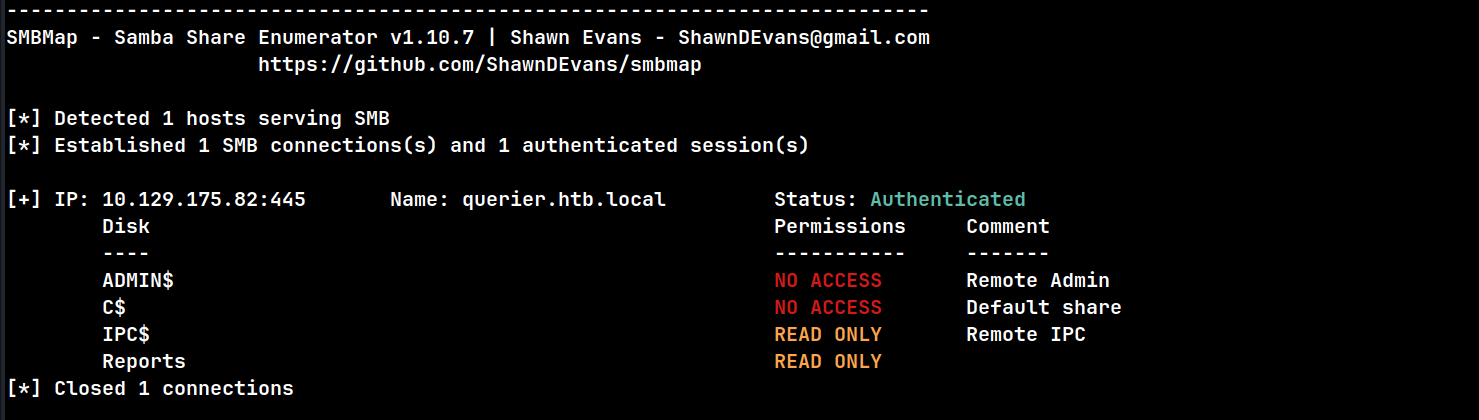 -----------------------------------------------------------------------------
SMBMap - Samba Share Enumerator v1.10.7 | Shawn Evans - ShawnDEvans@gmail.com
                     https://github.com/ShawnDEvans/smbmap
[*] Detected 1 hosts serving SMB
[*] Established 1 SMB connections(s) and 1 authenticated session(s)
[+] IP: 10.129.175.82:445       Name: querier.htb.local         Status: Authenticated
        Disk                                                    Permissions     Comment
        ----                                                    -----------     -------
        ADMIN$                                                  NO ACCESS       Remote Admin
        C$                                                      NO ACCESS       Default share
        IPC$                                                    READ ONLY       Remote IPC
        Reports                                                 READ ONLY
[*] Closed 1 connections